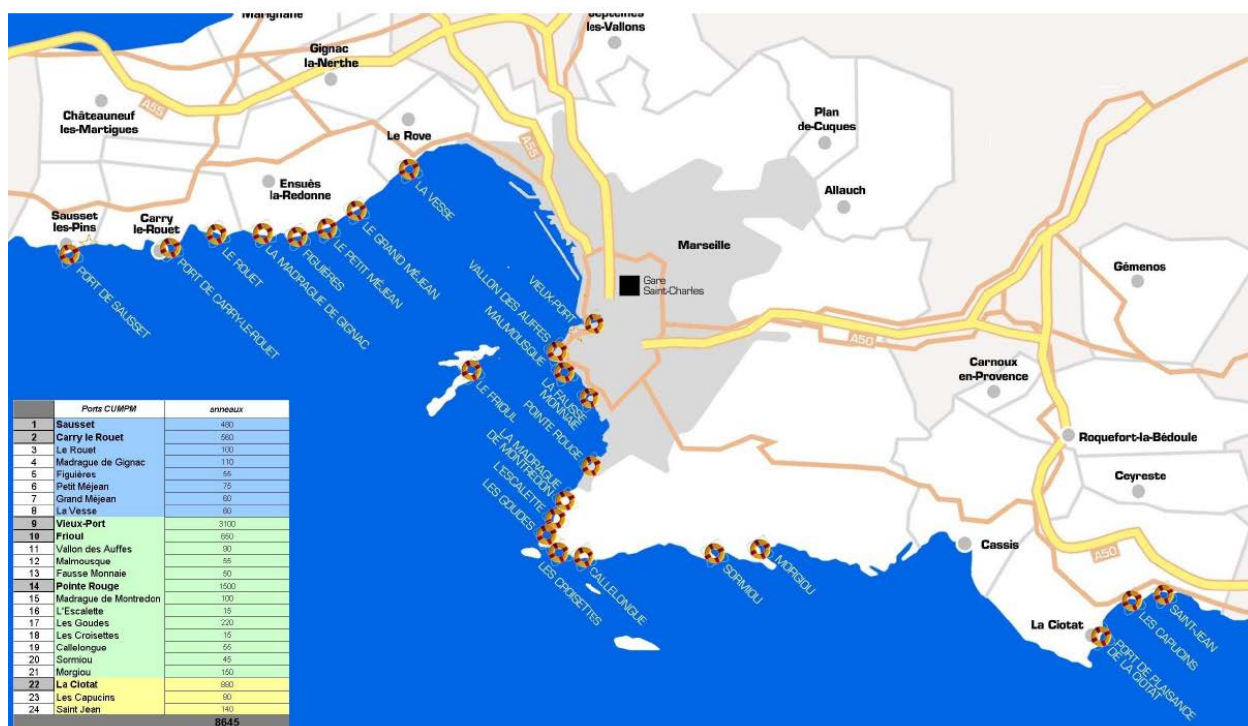 Marignane
les-Vallons
Gignac
la-Nerthe
Châteauneuf
les-Martigues
A55
A55
Le Rove
Plan
de-Cuques
Ensuès
la-Redonne
Allauch
LA VESSE
Sausset
les-Pins
Carry
le-Rouet
Marseille
Gémenos
PORT DE SAUSSET
PORT DE CARRY-LE-ROUET
LE ROUET
LA MADRAGUE DE GIGNAC
FIGUIÈRES
LE PETIT MÉJEAN
LE GRAND MÉJEAN
Gare
Saint-Charles
VIEUX-PORT
VALLON DES AUFFES
MALMOUSQUE
A50
Carnoux
en-Provence
LE FRIOUL
LA FAUSSE
MONNAIE
POINTE ROUGE
Roquefort-la-Bédoule
LA MADRAGUE
DE MONTREDON
L'ESCALETTE
LES GOUDES
Ceyreste
Cassis
A50
LES CROISETTES
CALLELONGUE
SORMIOU
MORGIOU
La Ciotat
PORT DE PLAISANCE
DE LA CIOTAT
LES CAPUCINS
SAINT-JEAN
Ports CUMPM anneaux
1 Sausset 480
2 Carry le Rouet 560
3 Le Rouet 100
4 Madrague de Gignac 110
5 Figuières 55
6 Petit Méjean 75
7 Grand Méjean 60
8 La Vesse 60
9 Vieux-Port 3100
10 Frioul 650
11 Vallon des Auffes 90
12 Malmousque 55
13 Fausse Monnaie 50
14 Pointe Rouge 1500
15 Madrague de Montredon 100
16 L'Escalette 15
17 Les Goudes 220
18 Les Croisettes 15
19 Callelongue 55
20 Sormiou 45
21 Morgiou 150
22 La Ciotat 880
23 Les Capucins 80
24 Saint Jean 140
8645